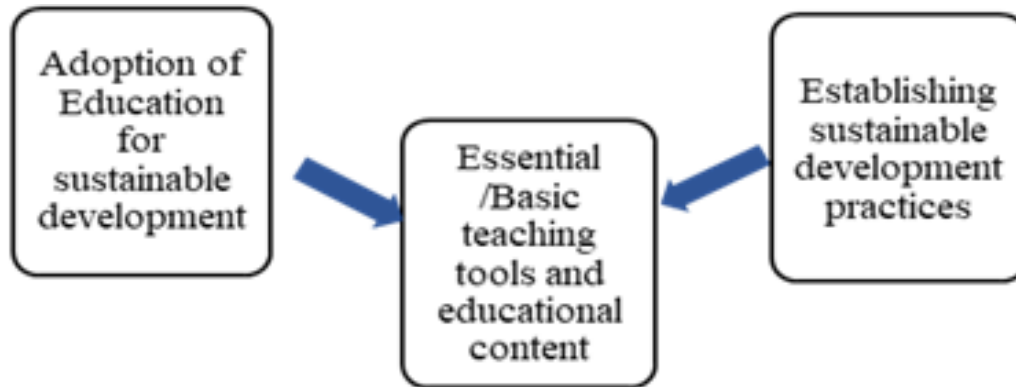 Adoption of
Education
for
sustainable
development
Essential
/Basic
teaching
tools and
educational
content
Establishing
sustainable
development
practices